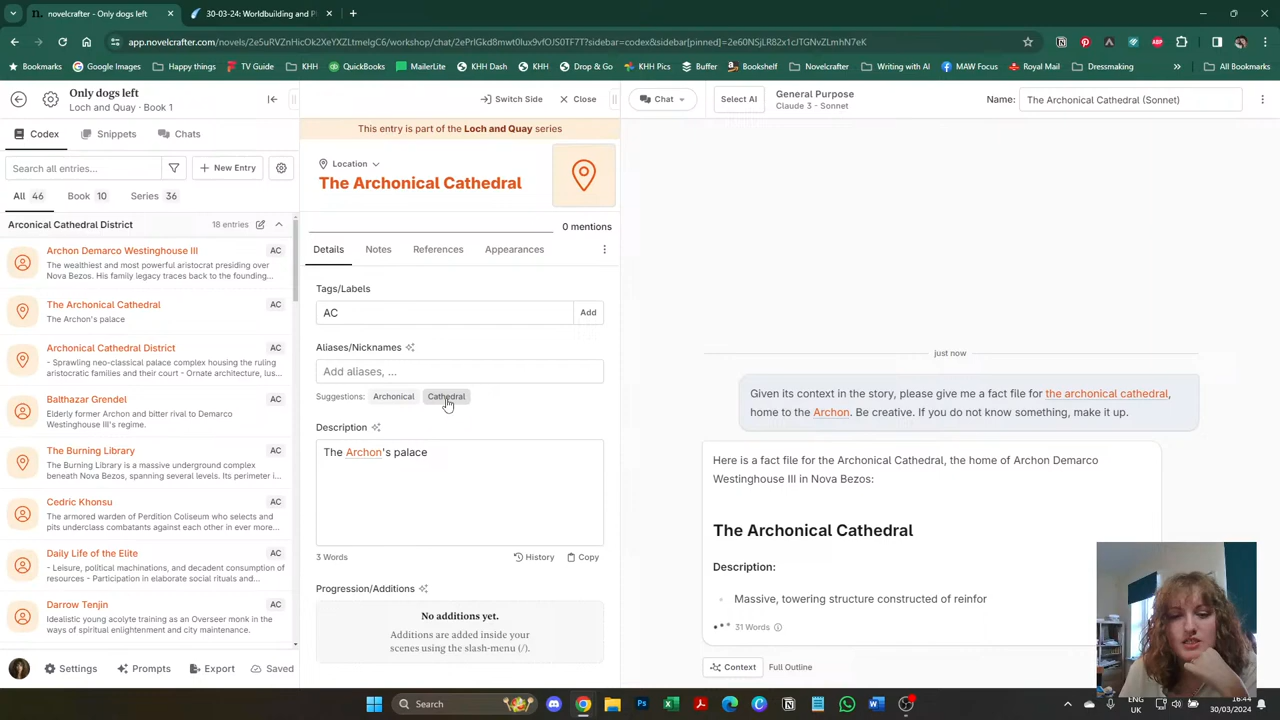 novelcrafter - Only dogs left
30-03-24: Worldbuilding and P
app.novelcrafter.com/novels/2e5uRVZnHicOk2XeYXZLtmelgC6/workshop/chat/2ePrIGkd8mwt0lux9vfOJS0TF7T?sidebar=codex&sidebar[pinned]=2e60NSjDyR28x1cJTGNvZLmhN7eK
Bookmarks
Google Images
Happy things
TV Guide
KHH
QuickFile
MailerLite
KHH
Drop & Go
KHH Pics
Buffer
Bookshelf
KHH Planning
Royal Road
Newsletter
Writing with AI
MAW Focus
Masterclasses
All Bookmarks
Only dogs left
Loch and Quay - Book 1
Codex
Snippets
Chats
Search all entries...
New Entry
All 46
Book 10
Series 36
Arconical Cathedral District
18 entries
Archon Demarco Westinghouse III
AC
The wealthiest and most powerful aristocrat presiding over
Nova Bezos. His family legacy traces back to the founding...
The Archonical Cathedral
AC
The Archon's palace
Archonical Cathedral District
AC
- Sprawling neo-classical palace complex housing the ruling
aristocratic families and their court - Ornate architecture, lus...
Balthazar Grendel
AC
Elderly former Archon and bitter rival to Demarco
Westinghouse III's regime.
The Burning Library
AC
The Burning Library is a massive underground complex
beneath Nova Bezos, spanning several levels. Its perimeter i...
Cedric Khonsu
AC
The armored warden of Perdition Coliseum who selects and
pits underclass combatants against each other in ever more...
Daily Life of the Elite
AC
- Leisure, political machinations, and decadent consumption of
resources - Participation in elaborate social rituals and...
Darrow Tenjin
AC
Idealistic young acolyte training as an Overseer monk in the
ways of spiritual enlightenment and city maintenance.
Settings
Prompts
Export
Saved
Switch Side
Close
This entry is part of the Loch and Quay series
Location
The Archonical Cathedral
0 mentions
Details
Notes
References
Appearances
Tags/Labels
AC
Add
Aliases/Nicknames
Add aliases, ...
Suggestions: Archonical Cathedral
Description
The Archon's palace
3 Words
History
Copy
Progression/Additions
No additions yet.
Additions are added inside your
scenes using the slash-menu (/).
Chat
Select AI
General Purpose
Claude 3 - Sonnet
Name:
The Archonical Cathedral (Sonnet)
just now
Given its context in the story, please give me a fact file for the archonical cathedral,
home to the Archon. Be creative. If you do not know something, make it up.
Here is a fact file for the Archonical Cathedral, the home of Archon Demarco
Westinghouse III in Nova Bezos:
The Archonical Cathedral
Description:
Massive, towering structure constructed of reinfor
31 Words
Context
Full Outline
Search
ENG
UK
16:44
30/03/2024